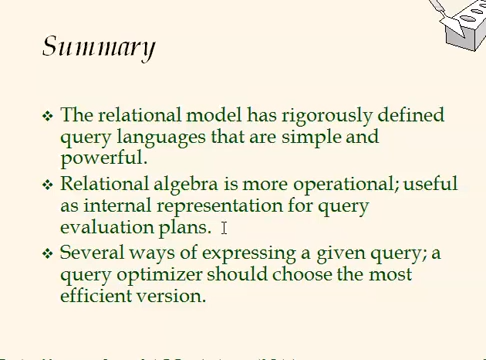 Summary
❖ The relational model has rigorously defined
query languages that are simple and
powerful.
❖ Relational algebra is more operational; useful
as internal representation for query
evaluation plans.
❖ Several ways of expressing a given query; a
query optimizer should choose the most
efficient version.